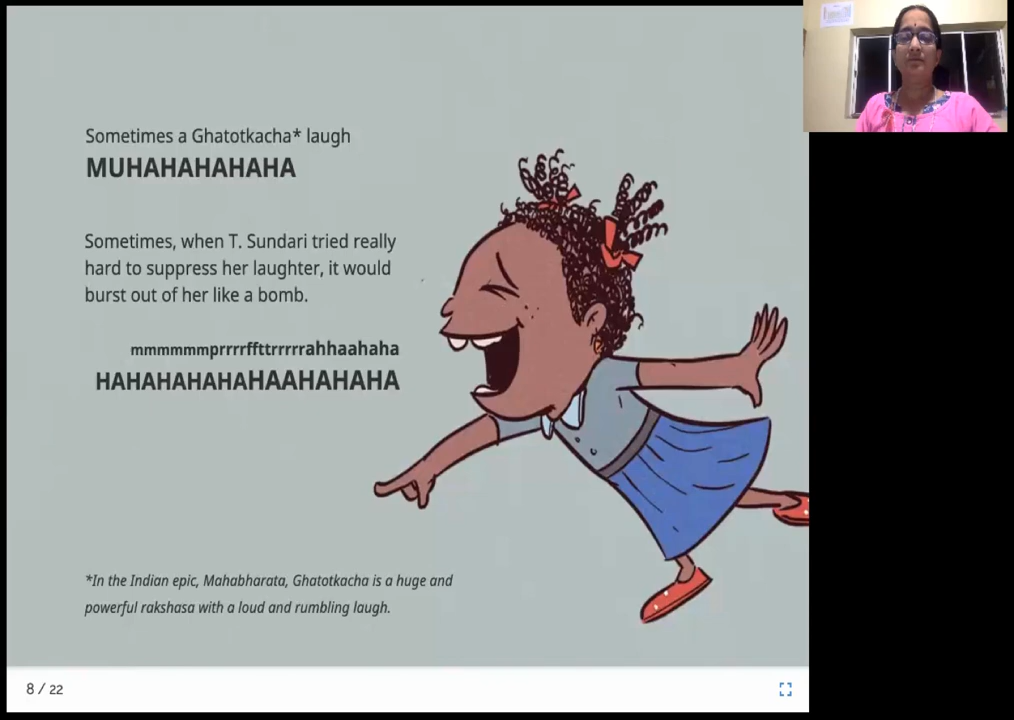 Sometimes a Ghatotkacha* laugh
MUHAHAHAHAHA
Sometimes, when T. Sundari tried really
hard to suppress her laughter, it would
burst out of her like a bomb.
mmmmmmprrrrffttrrrrrahhaahaha
HAHAHAHAHAHAAHAHAHA
*In the Indian epic, Mahabharata, Ghatotkacha is a huge and
powerful rakshasa with a loud and rumbling laugh.
8 / 22